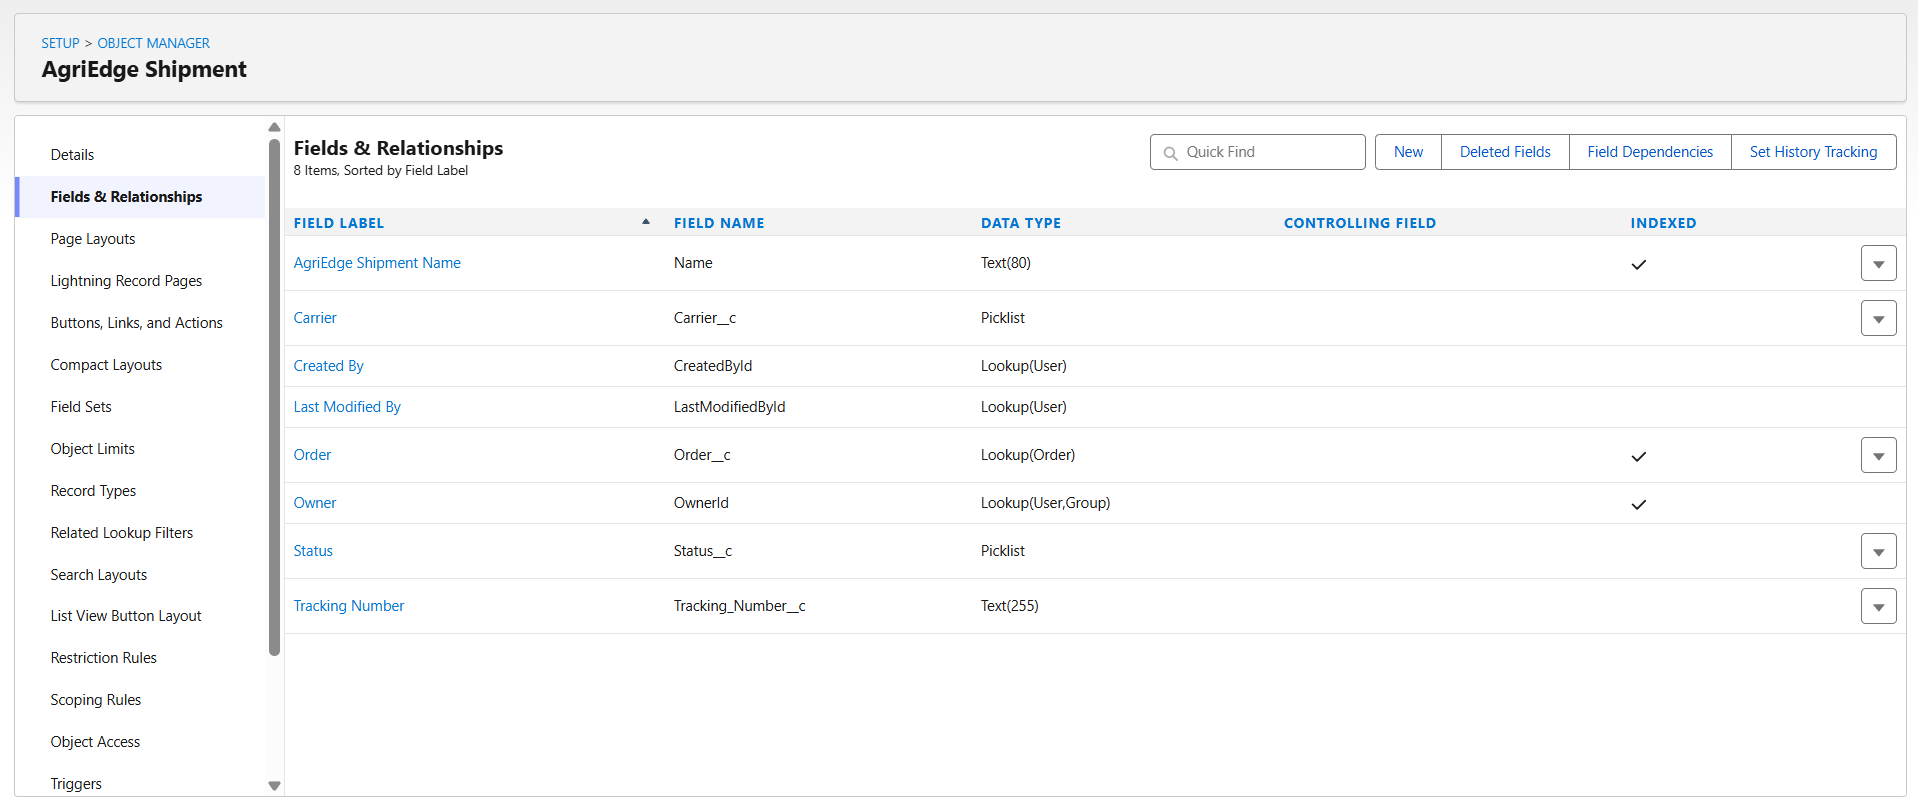 SETUP > OBJECT MANAGER
AgriEdge Shipment
Details
Fields & Relationships
Page Layouts
Lightning Record Pages
Buttons, Links, and Actions
Compact Layouts
Field Sets
Object Limits
Record Types
Related Lookup Filters
Search Layouts
List View Button Layout
Restriction Rules
Scoping Rules
Object Access
Triggers
Fields & Relationships
8 Items, Sorted by Field Label
Quick Find
New Deleted Fields Field Dependencies Set History Tracking
FIELD LABEL FIELD NAME DATA TYPE CONTROLLING FIELD INDEXED
AgriEdge Shipment Name Name Text(80)
Carrier Carrier__c Picklist
Created By CreatedById Lookup(User)
Last Modified By LastModifiedById Lookup(User)
Order Order__c Lookup(Order)
Owner OwnerId Lookup(User,Group)
Status Status__c Picklist
Tracking Number Tracking_Number__c Text(255)